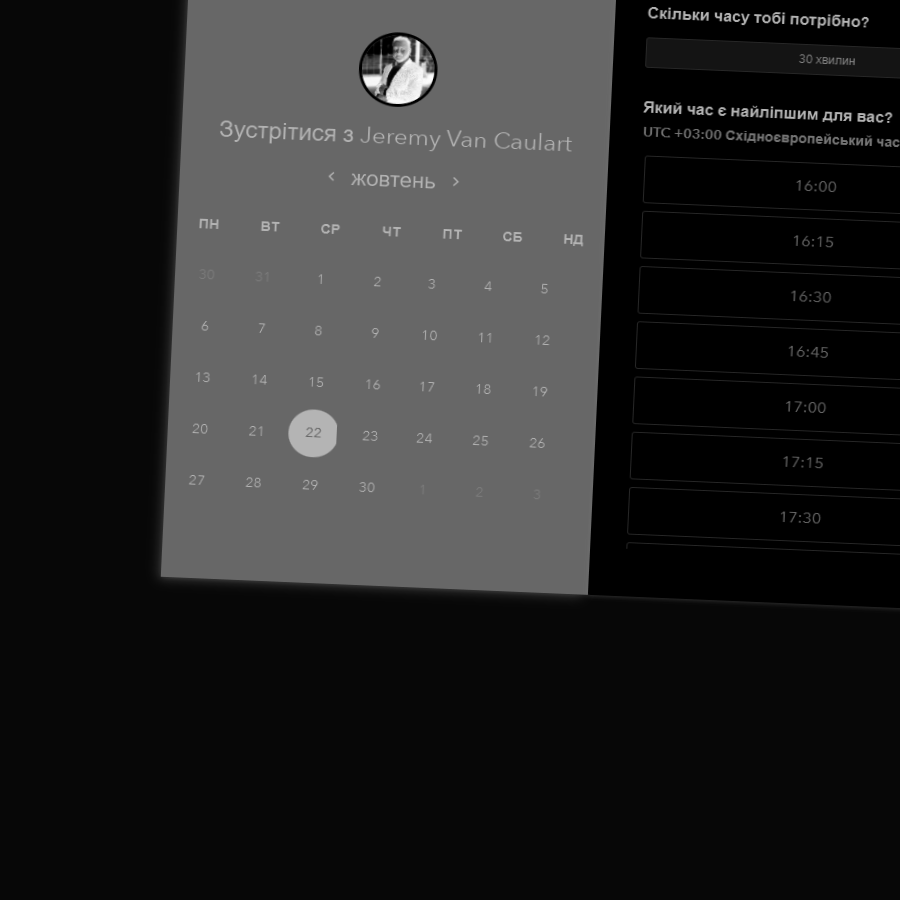 Зустрітися з Jeremy Van Caulart
‹ жовтень ›
ПН ВТ СР ЧТ ПТ СБ НД
30 31 1 2 3 4 5
6 7 8 9 10 11 12
13 14 15 16 17 18 19
20 21 22 23 24 25 26
27 28 29 30 1 2 3
Скільки часу тобі потрібно?
30 хвилин
Який час є найліпшим для вас?
UTC +03:00 Східноєвропейський час
16:00
16:15
16:30
16:45
17:00
17:15
17:30